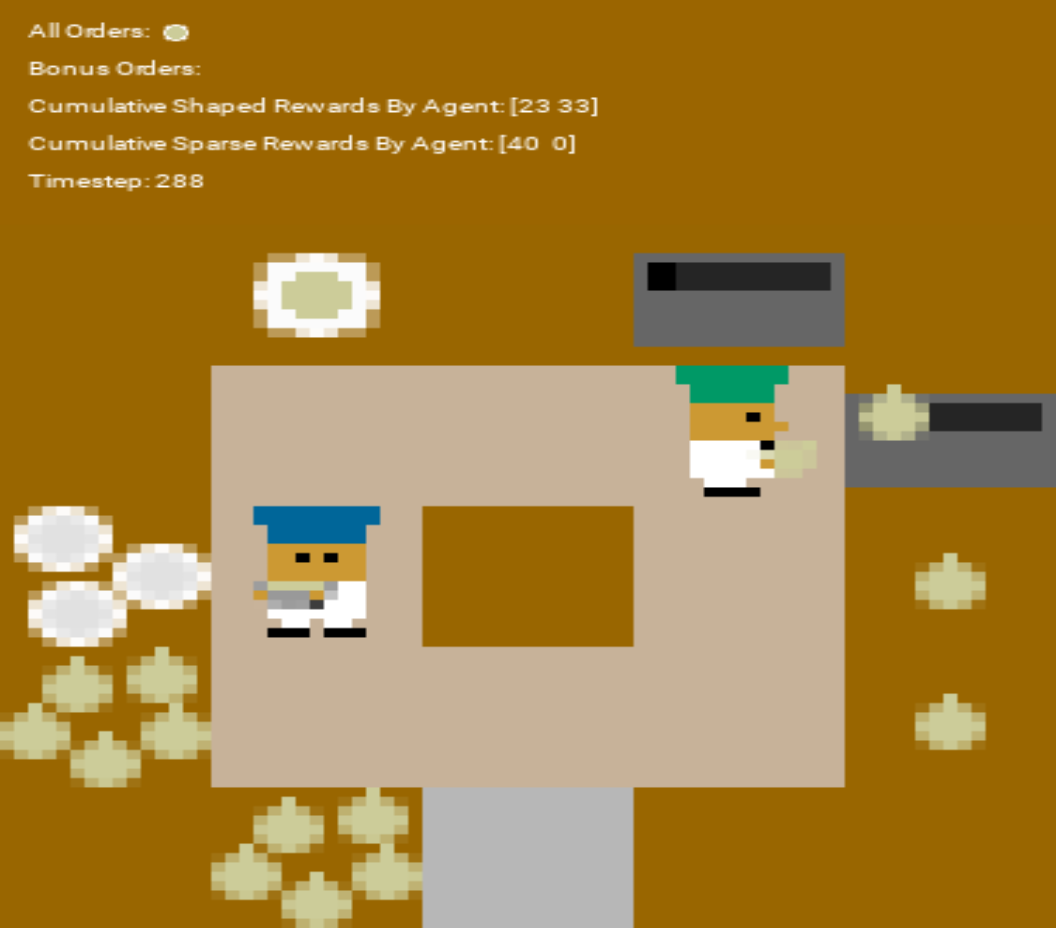 All Orders:
Bonus Orders:
Cumulative Shaped Rewards By Agent: [23 33]
Cumulative Sparse Rewards By Agent: [40  0]
Timestep: 288